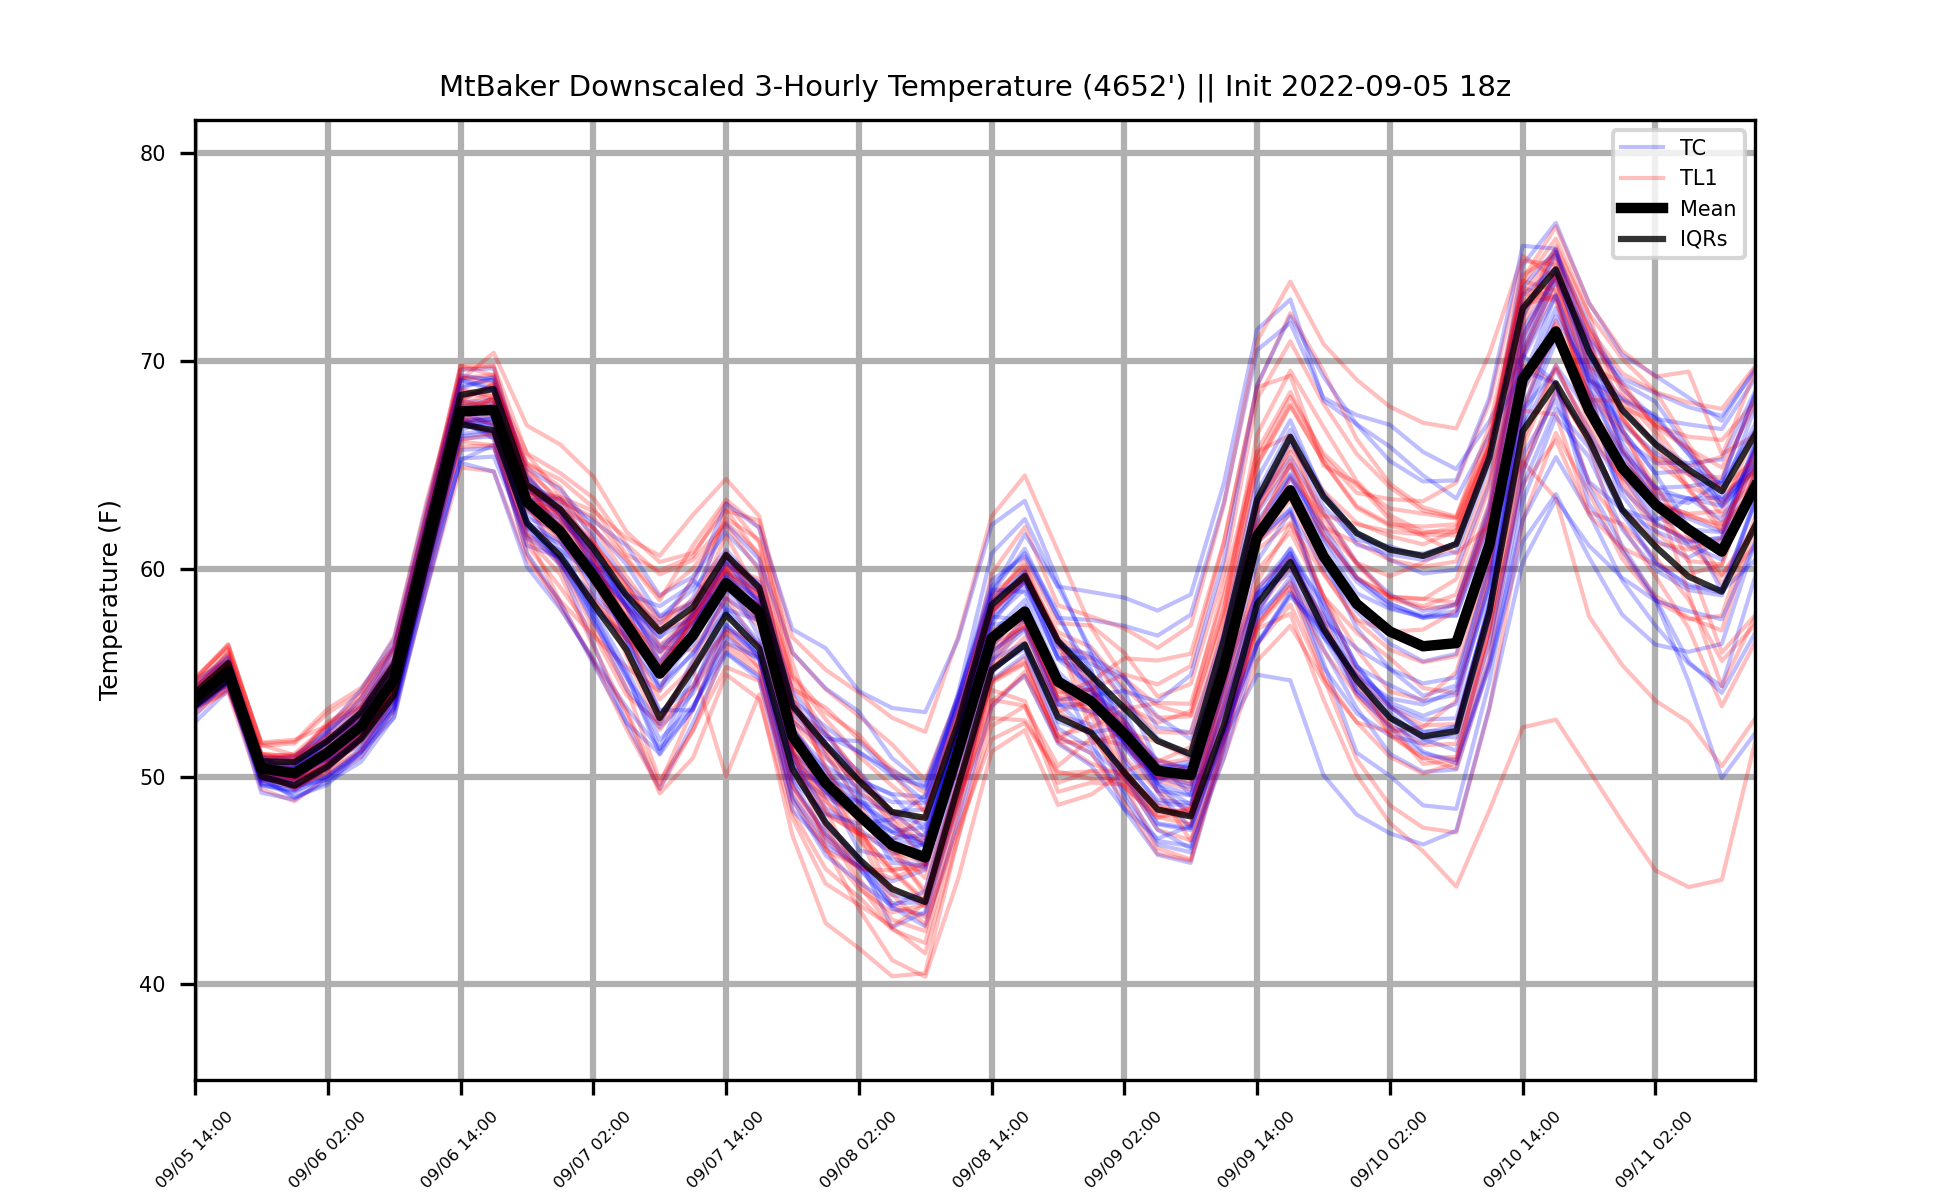 MtBaker Downscaled 3-Hourly Temperature (4652') || Init 2022-09-05 18z
TC
TL1
Mean
IQRs
Temperature (F)
80
70
60
50
40
09/05 14:00
09/06 02:00
09/06 14:00
09/07 02:00
09/07 14:00
09/08 02:00
09/08 14:00
09/09 02:00
09/09 14:00
09/10 02:00
09/10 14:00
09/11 02:00